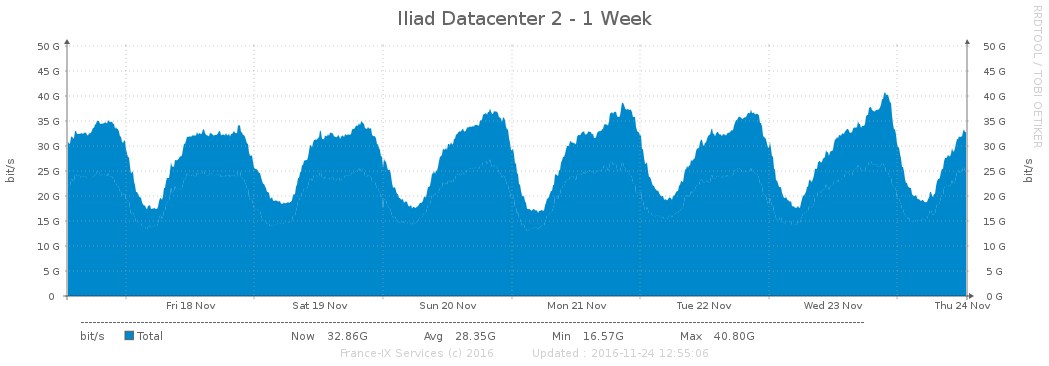 Iliad Datacenter 2 - 1 Week
RRDTOOL / TOBI OETIKER
bit/s
50 G 50 G
45 G 45 G
40 G 40 G
35 G 35 G
30 G 30 G
25 G 25 G
20 G 20 G
15 G 15 G
10 G 10 G
5 G 5 G
0 0 G
bit/s
Fri 18 Nov Sat 19 Nov Sun 20 Nov Mon 21 Nov Tue 22 Nov Wed 23 Nov Thu 24 Nov
bit/s Total Now 32.86G Avg 28.35G Min 16.57G Max 40.80G
France-IX Services (c) 2016 Updated : 2016-11-24 12:55:06